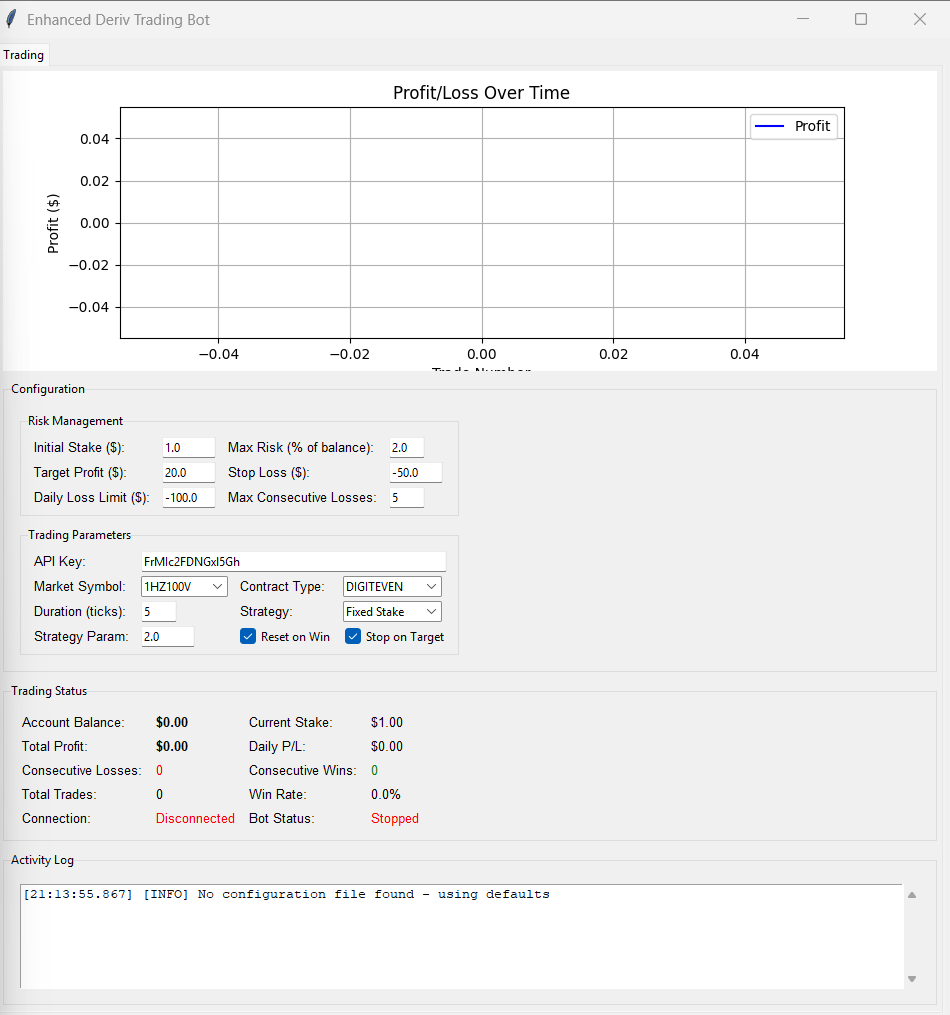 Enhanced Deriv Trading Bot
Trading
Profit/Loss Over Time
Profit
0.04
0.02
0.00
−0.02
−0.04
Profit ($)
−0.04 −0.02 0.00 0.02 0.04
Trade Number
Configuration
Risk Management
Initial Stake ($): 1.0 Max Risk (% of balance): 2.0
Target Profit ($): 20.0 Stop Loss ($): -50.0
Daily Loss Limit ($): -100.0 Max Consecutive Losses: 5
Trading Parameters
API Key: FrMIc2FDNGxI5Gh
Market Symbol: 1HZ100V Contract Type: DIGITEVEN
Duration (ticks): 5 Strategy: Fixed Stake
Strategy Param: 2.0 Reset on Win Stop on Target
Trading Status
Account Balance: $0.00 Current Stake: $1.00
Total Profit: $0.00 Daily P/L: $0.00
Consecutive Losses: 0 Consecutive Wins: 0
Total Trades: 0 Win Rate: 0.0%
Connection: Disconnected Bot Status: Stopped
Activity Log
[21:13:55.867] [INFO] No configuration file found - using defaults